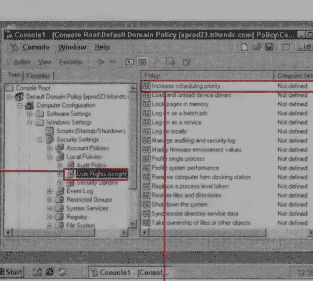 Console1 - [Console Root\Default Domain Policy [xprod23.
Console Window Help
Action View Favorites
Tree Favorites
Policy
Computer Setti
Console Root
Default Domain Policy [xprod23.
Computer Configuration
Software Settings
Windows Settings
Scripts (Startup/Shutdown)
Security Settings
Account Policies
Local Policies
Audit Policy
User Rights Assignm
Security Options
Event Log
Restricted Groups
System Services
Registry
File System
Increase scheduling priority
Not defined
Load and unload device drivers
Not defined
Lock pages in memory
Not defined
Log on as a batch job
Not defined
Log on as a service
Not defined
Log on locally
Not defined
Manage auditing and security log
Not defined
Modify firmware environment values
Not defined
Profile single process
Not defined
Profile system performance
Not defined
Remove computer from docking station
Not defined
Replace a process level token
Not defined
Restore files and directories
Not defined
Shut down the system
Not defined
Synchronize directory service data
Not defined
Take ownership of files or other objects
Not defined
Start
Console1 - [Consol...